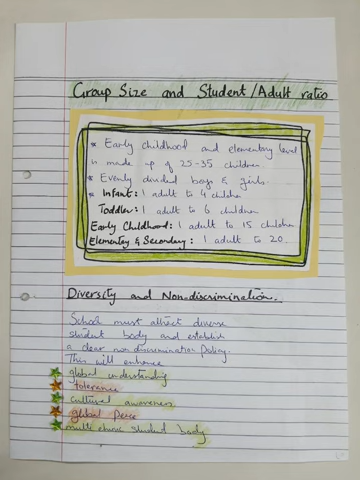 Group Size and Student/Adult ratio
* Early childhood and elementary level
is made up of 25-35 children.
* Evenly divided boys & girls.
* Infant: 1 adult to 4 children
Toddler: 1 adult to 6 children
Early Childhood: 1 adult to 15 children
Elementary & Secondary: 1 adult to 20.
Diversity and Non-discrimination.
School must attract diverse
student body and establish
a clear non discrimination policy.
This will enhance
global understanding
tolerance
cultural awareness
global peace
multi ethnic student body